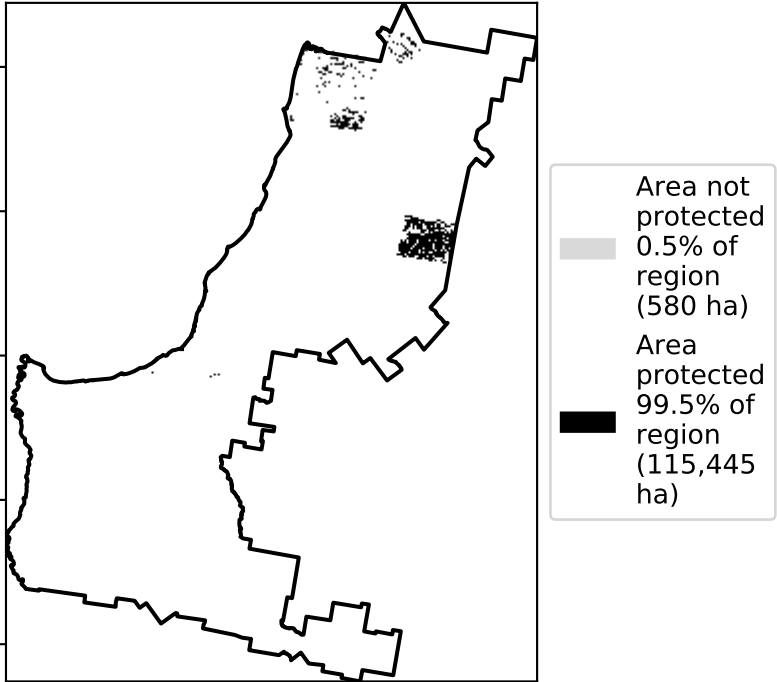 Area not
protected
0.5% of
region
(580 ha)
Area
protected
99.5% of
region
(115,445
ha)